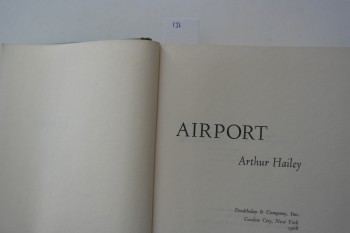 AIRPORT
Arthur Hailey
Doubleday & Company, Inc.
Garden City, New York
1968